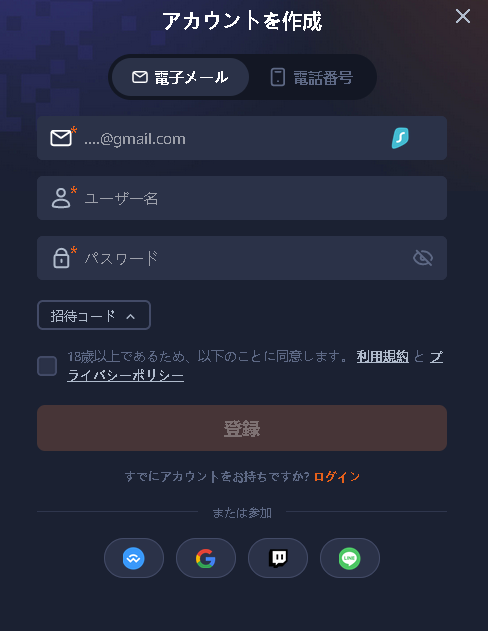 アカウントを作成
電子メール
電話番号
*
....@gmail.com
*
ユーザー名
*
パスワード
招待コード
18歳以上であるため、以下のことに同意します。 利用規約 と プ
ライバシーポリシー
登録
すでにアカウントをお持ちですか? ログイン
または参加
LINE